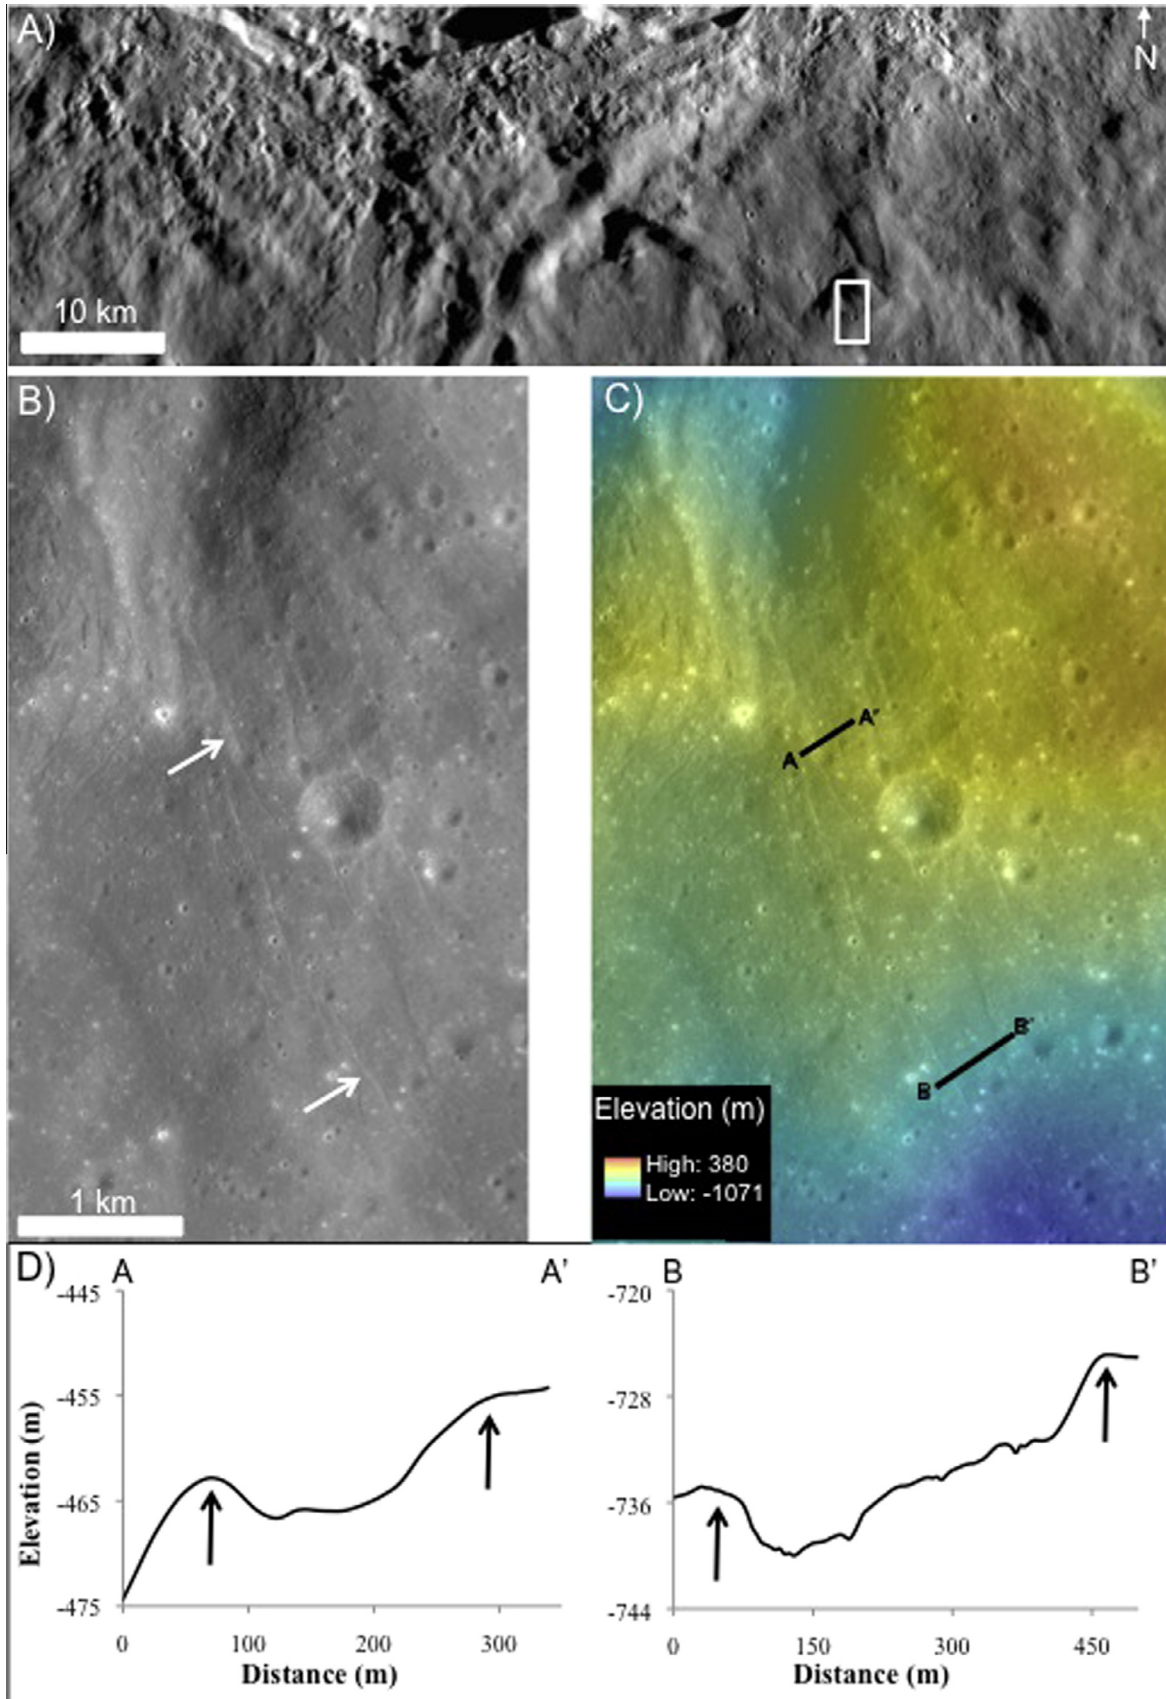 A)
N
10 km
B)
1 km
C)
A A'
B B'
Elevation (m)
High: 380
Low: -1071
D)
A A'
-445
-455
-465
-475
Elevation (m)
0 100 200 300
Distance (m)
B B'
-720
-728
-736
-744
0 150 300 450
Distance (m)